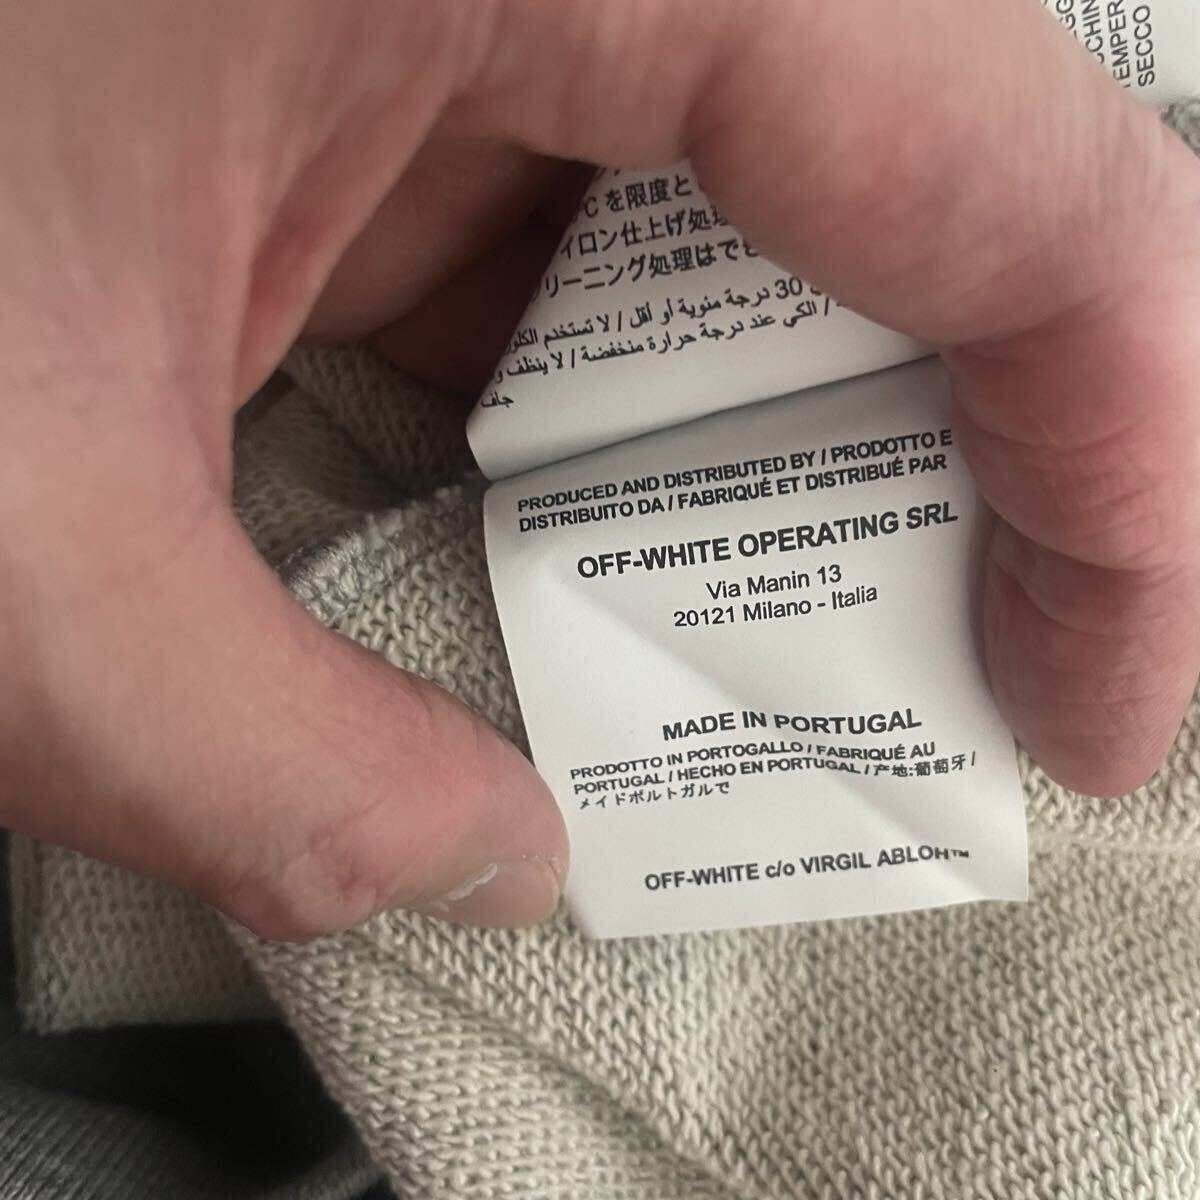 CCHIN
TEMPER
SECCO
℃を限度と
イロン仕上げ処理
リーニング処理はでき
30 درجة مئوية أو أقل / لا تستخدم الكلور
/ الكي عند درجة حرارة منخفضة / لا ينظف و
جاف
PRODUCED AND DISTRIBUTED BY / PRODOTTO E
DISTRIBUITO DA / FABRIQUÉ ET DISTRIBUÉ PAR
OFF-WHITE OPERATING SRL
Via Manin 13
20121 Milano - Italia
MADE IN PORTUGAL
PRODOTTO IN PORTOGALLO / FABRIQUÉ AU
PORTUGAL / HECHO EN PORTUGAL / 产地:葡萄牙 /
メイドポルトガルで
OFF-WHITE c/o VIRGIL ABLOH™